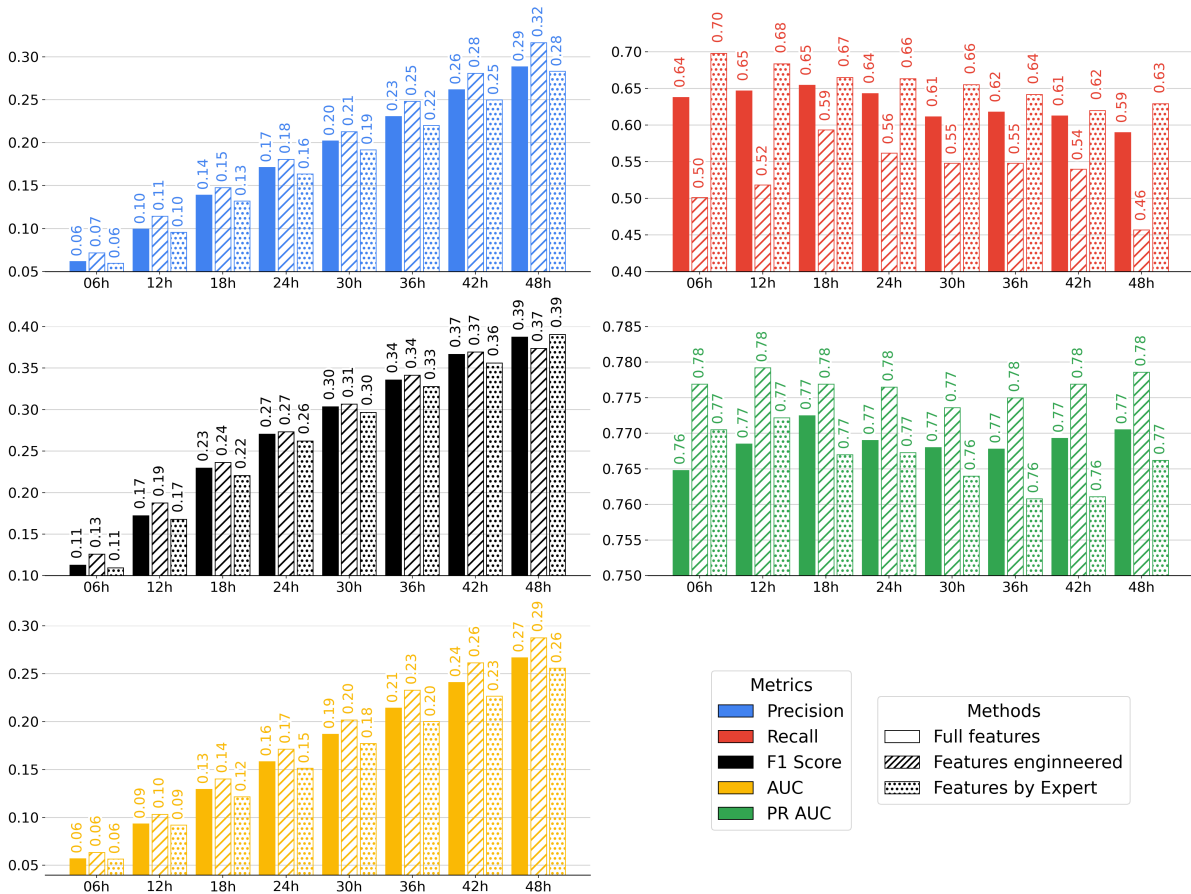 0.30
0.25
0.20
0.15
0.10
0.05
0.06 0.07 0.06 0.10 0.11 0.10 0.14 0.15 0.13 0.17 0.18 0.16 0.20 0.21 0.19 0.23 0.25 0.22 0.26 0.28 0.25 0.29 0.32 0.28
06h 12h 18h 24h 30h 36h 42h 48h
0.70
0.65
0.60
0.55
0.50
0.45
0.40
0.64 0.50 0.70 0.65 0.52 0.68 0.65 0.59 0.67 0.64 0.56 0.66 0.61 0.55 0.66 0.62 0.55 0.64 0.61 0.54 0.62 0.59 0.46 0.63
06h 12h 18h 24h 30h 36h 42h 48h
0.40
0.35
0.30
0.25
0.20
0.15
0.10
0.11 0.13 0.11 0.17 0.19 0.17 0.23 0.24 0.22 0.27 0.27 0.26 0.30 0.31 0.30 0.34 0.34 0.33 0.37 0.37 0.36 0.39 0.37 0.39
06h 12h 18h 24h 30h 36h 42h 48h
0.785
0.780
0.775
0.770
0.765
0.760
0.755
0.750
0.76 0.78 0.77 0.77 0.78 0.77 0.77 0.78 0.77 0.77 0.78 0.77 0.77 0.77 0.76 0.77 0.78 0.76 0.77 0.78 0.76 0.77 0.78 0.77
06h 12h 18h 24h 30h 36h 42h 48h
0.30
0.25
0.20
0.15
0.10
0.05
0.06 0.06 0.06 0.09 0.10 0.09 0.13 0.14 0.12 0.16 0.17 0.15 0.19 0.20 0.18 0.21 0.23 0.20 0.24 0.26 0.23 0.27 0.29 0.26
06h 12h 18h 24h 30h 36h 42h 48h
Metrics
Precision
Recall
F1 Score
AUC
PR AUC
Methods
Full features
Features enginneered
Features by Expert